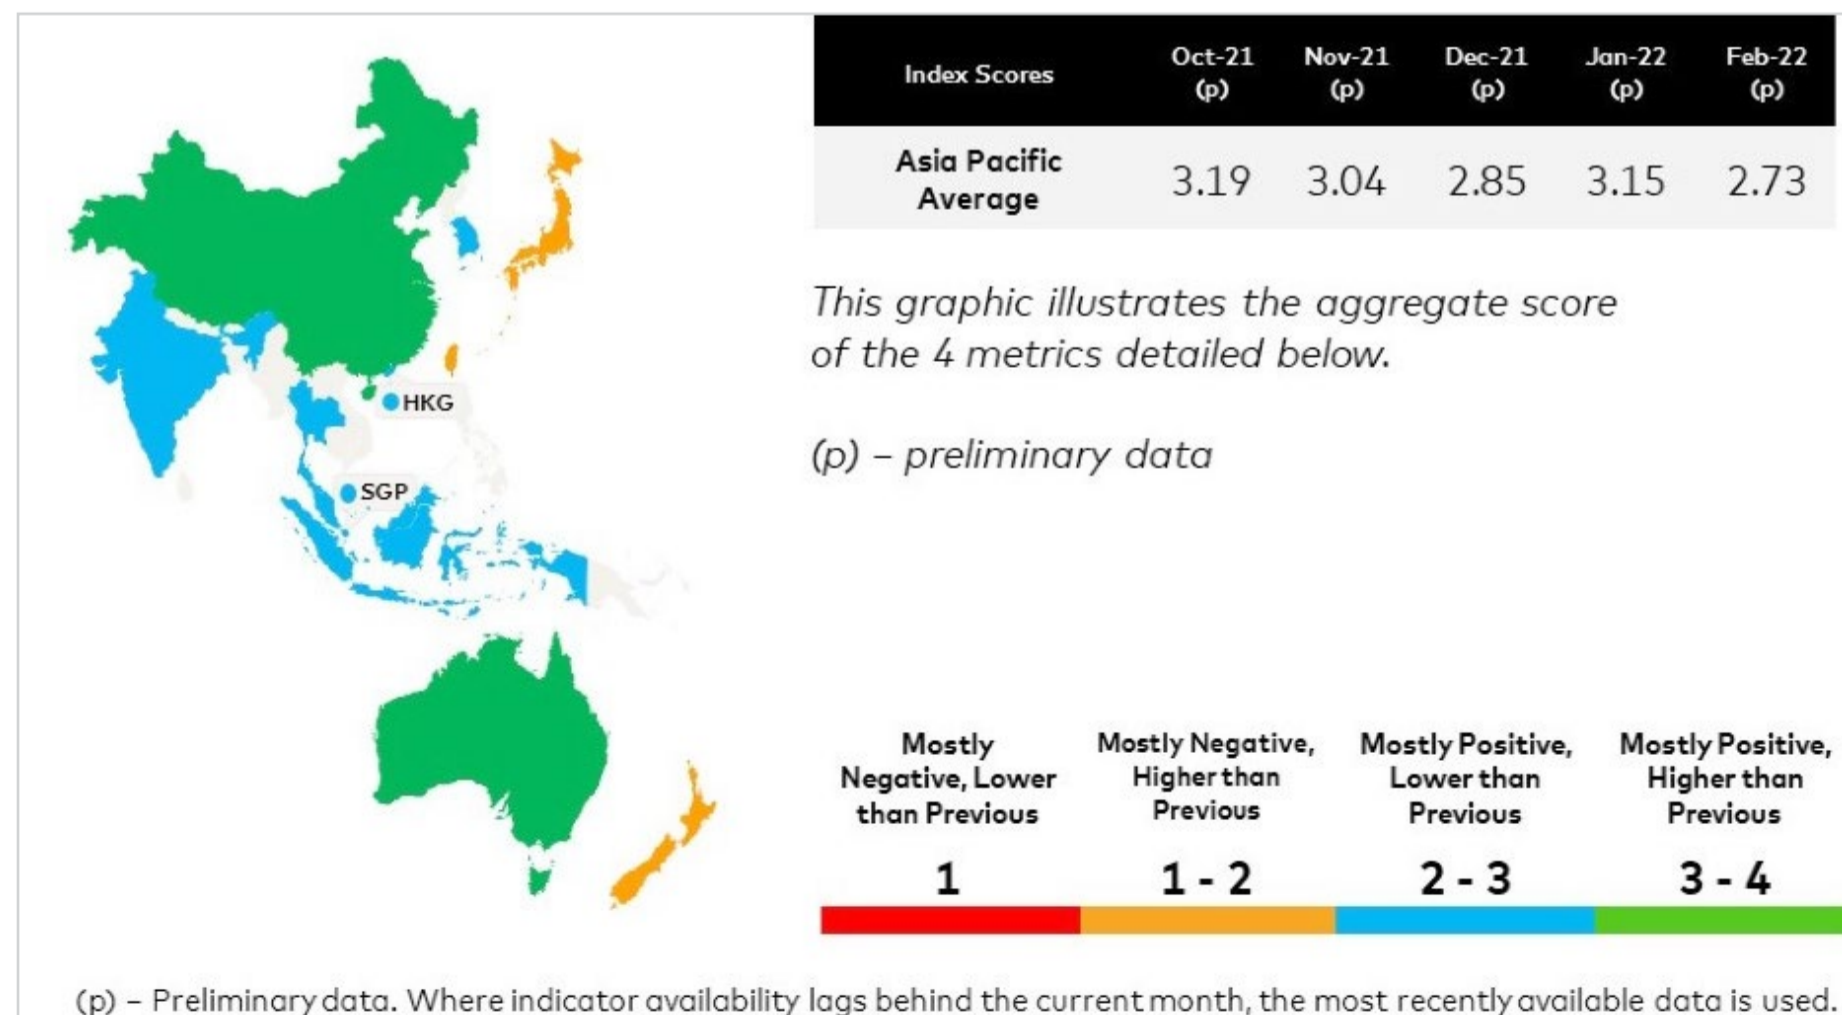 Index Scores Oct-21 (p) Nov-21 (p) Dec-21 (p) Jan-22 (p) Feb-22 (p)
Asia Pacific Average 3.19 3.04 2.85 3.15 2.73
This graphic illustrates the aggregate score
of the 4 metrics detailed below.
(p) – preliminary data
HKG
SGP
Mostly Negative, Lower than Previous
1
Mostly Negative, Higher than Previous
1 - 2
Mostly Positive, Lower than Previous
2 - 3
Mostly Positive, Higher than Previous
3 - 4
(p) – Preliminary data. Where indicator availability lags behind the current month, the most recently available data is used.